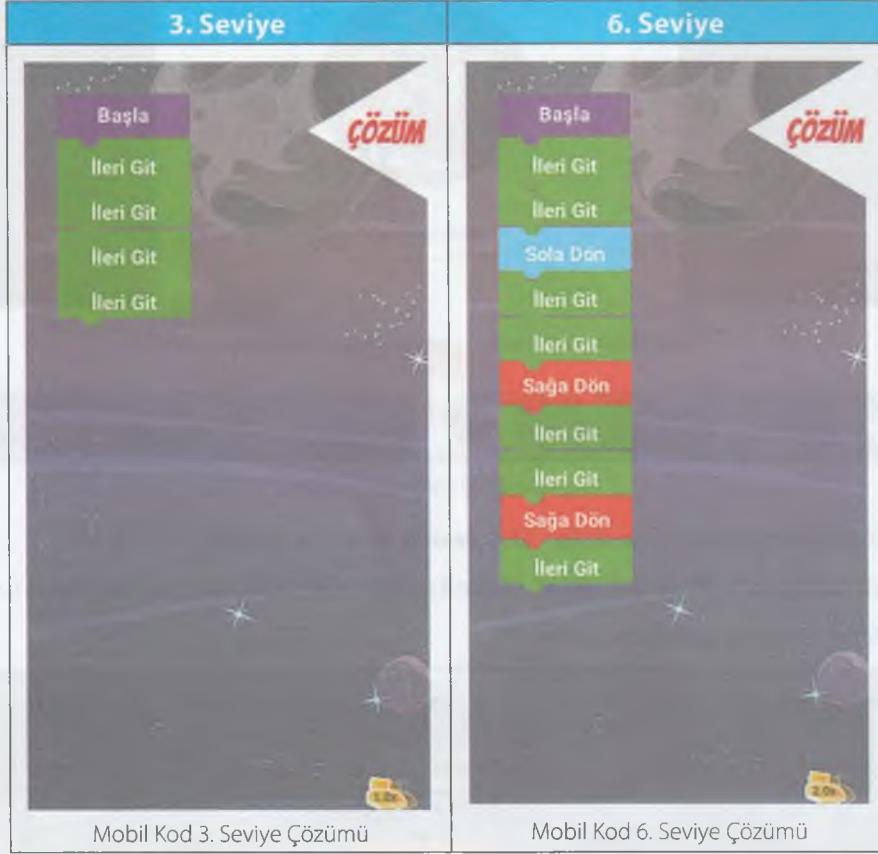 3. Seviye
6. Seviye
ÇÖZÜM
Başla
İleri Git
İleri Git
İleri Git
İleri Git
ÇÖZÜM
Başla
İleri Git
İleri Git
Sola Dön
İleri Git
İleri Git
Sağa Dön
İleri Git
İleri Git
Sağa Dön
İleri Git
2.0x
Mobil Kod 3. Seviye Çözümü
Mobil Kod 6. Seviye Çözümü